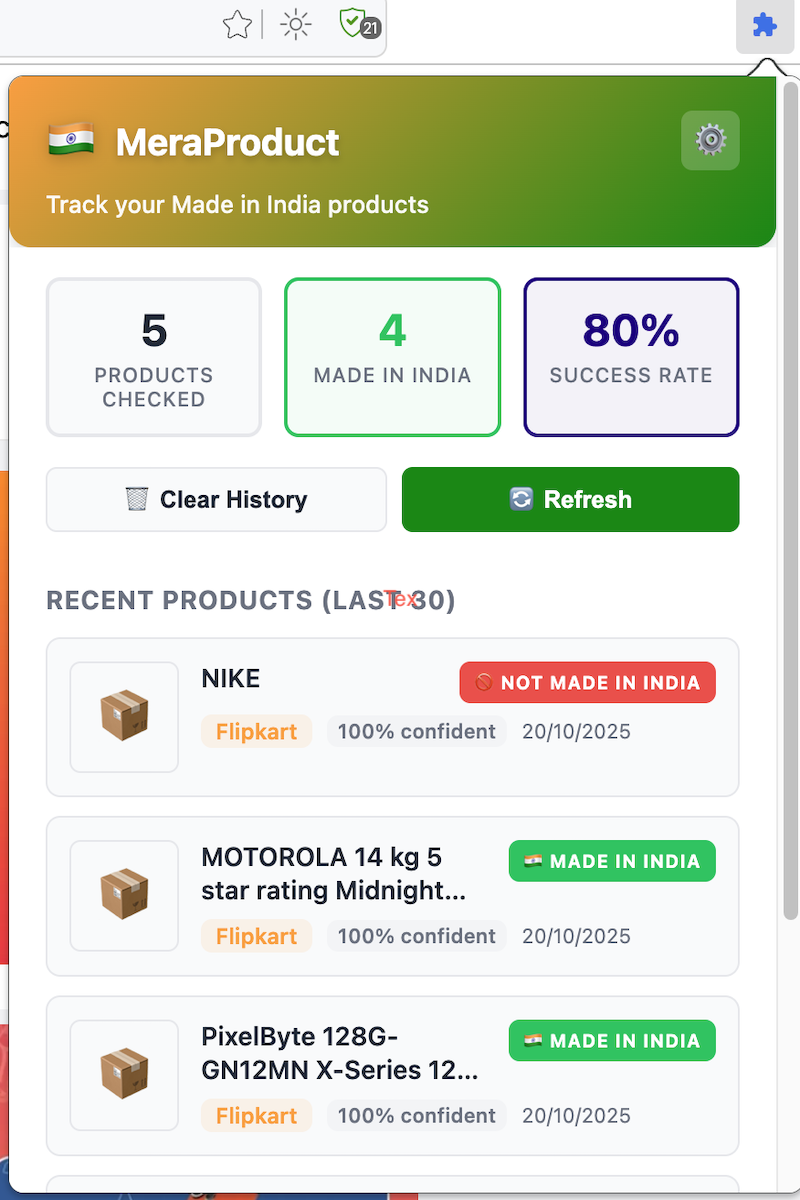 21
MeraProduct
Track your Made in India products
5
PRODUCTS
CHECKED
4
MADE IN INDIA
80%
SUCCESS RATE
Clear History
Refresh
RECENT PRODUCTS (LAST 30)
Tex
NIKE
NOT MADE IN INDIA
Flipkart
100% confident
20/10/2025
MOTOROLA 14 kg 5
star rating Midnight...
MADE IN INDIA
Flipkart
100% confident
20/10/2025
PixelByte 128G-
GN12MN X-Series 12...
MADE IN INDIA
Flipkart
100% confident
20/10/2025